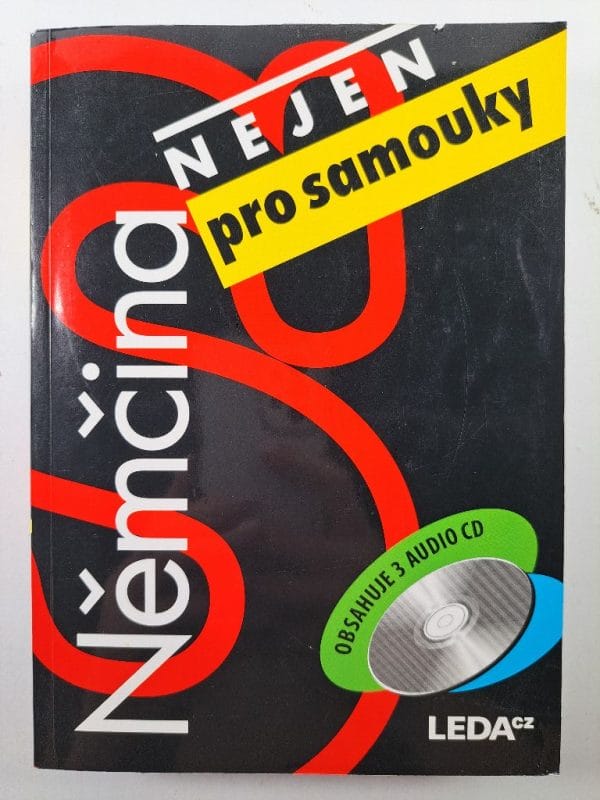 Němčina
NEJEN
pro samouky
OBSAHUJE 3 AUDIO CD
LEDAcz